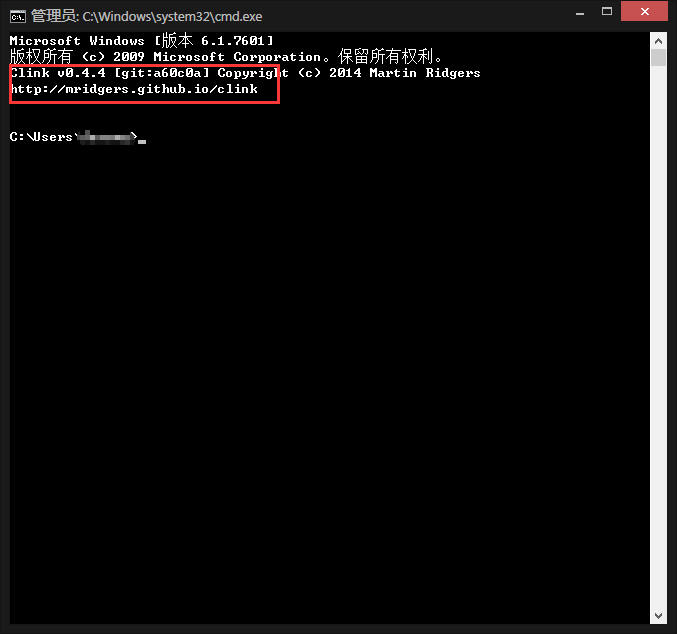 管理员: C:\Windows\system32\cmd.exe
Microsoft Windows [版本 6.1.7601]
版权所有 (c) 2009 Microsoft Corporation。保留所有权利。
Clink v0.4.4 [git:a60c0a] Copyright (c) 2014 Martin Ridgers
http://mridgers.github.io/clink
C:\Users\>